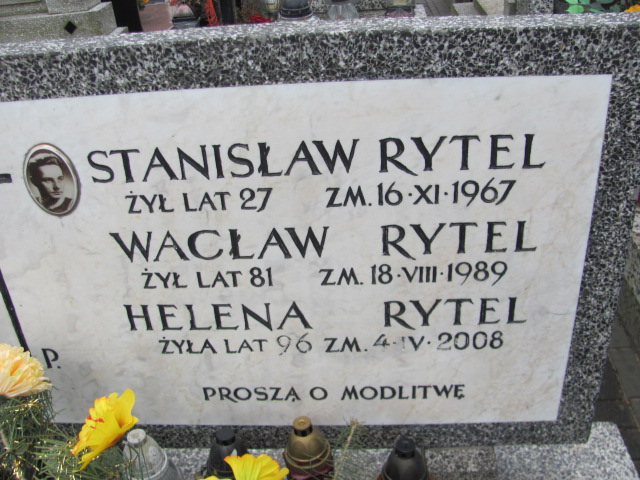 STANISŁAW RYTEL
ŻYŁ LAT 27 ZM. 16·XI·1967
WACŁAW RYTEL
ŻYŁ LAT 81 ZM. 18·VIII·1989
HELENA RYTEL
ŻYŁA LAT 96 ZM. 4·IV·2008
P.
PROSZĄ O MODLITWĘ